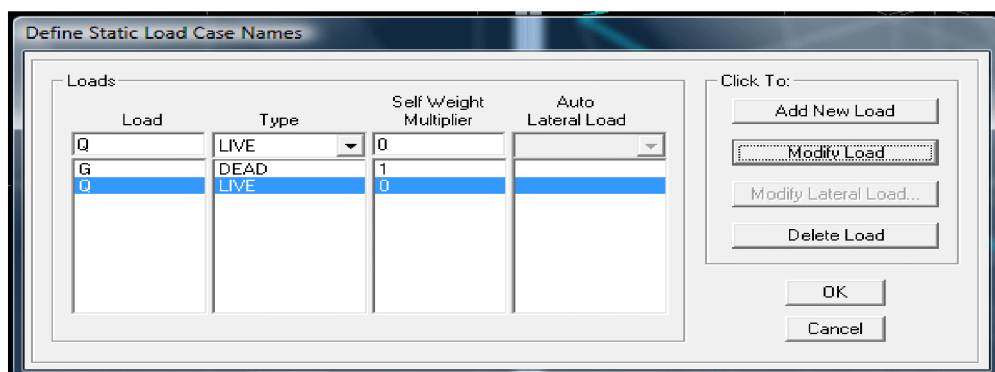 Define Static Load Case Names
Loads
Load Type Self Weight Multiplier Auto Lateral Load
Q LIVE 0
G DEAD 1
Q LIVE 0
Click To:
Add New Load
Modify Load
Modify Lateral Load...
Delete Load
OK
Cancel